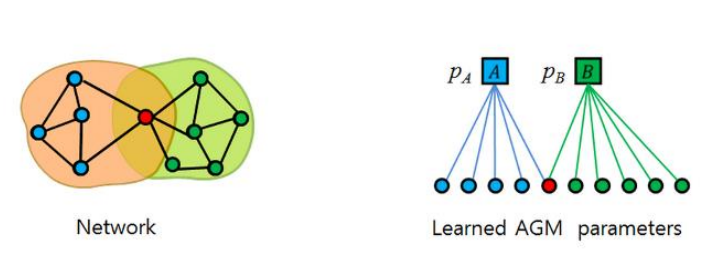 p_A A p_B B
Network
Learned AGM parameters